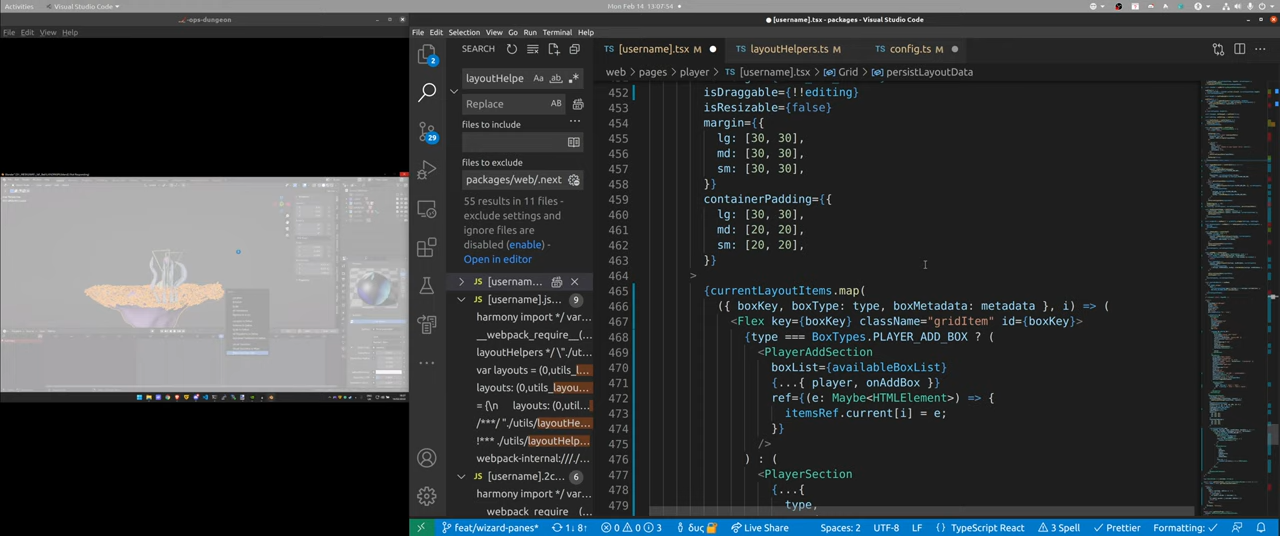 Activities
Visual Studio Code
Mon Feb 14 13:07:54
-ops-dungeon
File Edit View Help
[username].tsx - packages - Visual Studio Code
File Edit Selection View Go Run Terminal Help
SEARCH
layoutHelpe
Replace
files to include
files to exclude
packages/web/.next
55 results in 11 files -
exclude settings and
ignore files are
disabled (enable) -
Open in editor
[usernam...
[username].js... 9
harmony import */ var...
__webpack_require__(...
layoutHelpers */ \"./ut...
var layouts = (0,utils_l...
layouts: (0,utils_layou...
= {\n layouts: (0,util...
/***/ "./utils/layoutHe...
!*** ./utils/layoutHelp...
webpack-internal:///./...
[username].2c... 6
harmony import */ var...
webpack require (...
2
29
[username].tsx
layoutHelpers.ts M
config.ts M
web > pages > player > [username].tsx > Grid > persistLayoutData
452 isDraggable={!!editing}
453 isResizable={false}
454 margin={{
455 lg: [30, 30],
456 md: [30, 30],
457 sm: [30, 30],
458 }}
459 containerPadding={{
460 lg: [30, 30],
461 md: [20, 20],
462 sm: [20, 20],
463 }}
464 >
465 {currentLayoutItems.map(
466 ({ boxKey, boxType: type, boxMetadata: metadata }, i) => (
467 <Flex key={boxKey} className="gridItem" id={boxKey}>
468 {type === BoxTypes.PLAYER_ADD_BOX ? (
469 <PlayerAddSection
470 boxList={availableBoxList}
471 {...{ player, onAddBox }}
472 ref={(e: Maybe<HTMLElement>) => {
473 itemsRef.current[i] = e;
474 }}
475 />
476 ) : (
477 <PlayerSection
478 {...{
479 type,
feat/wizard-panes* 1↓ 8↑ 0 0 3 δυς Live Share Spaces: 2 UTF-8 LF TypeScript React 3 Spell Prettier Formatting: ✓